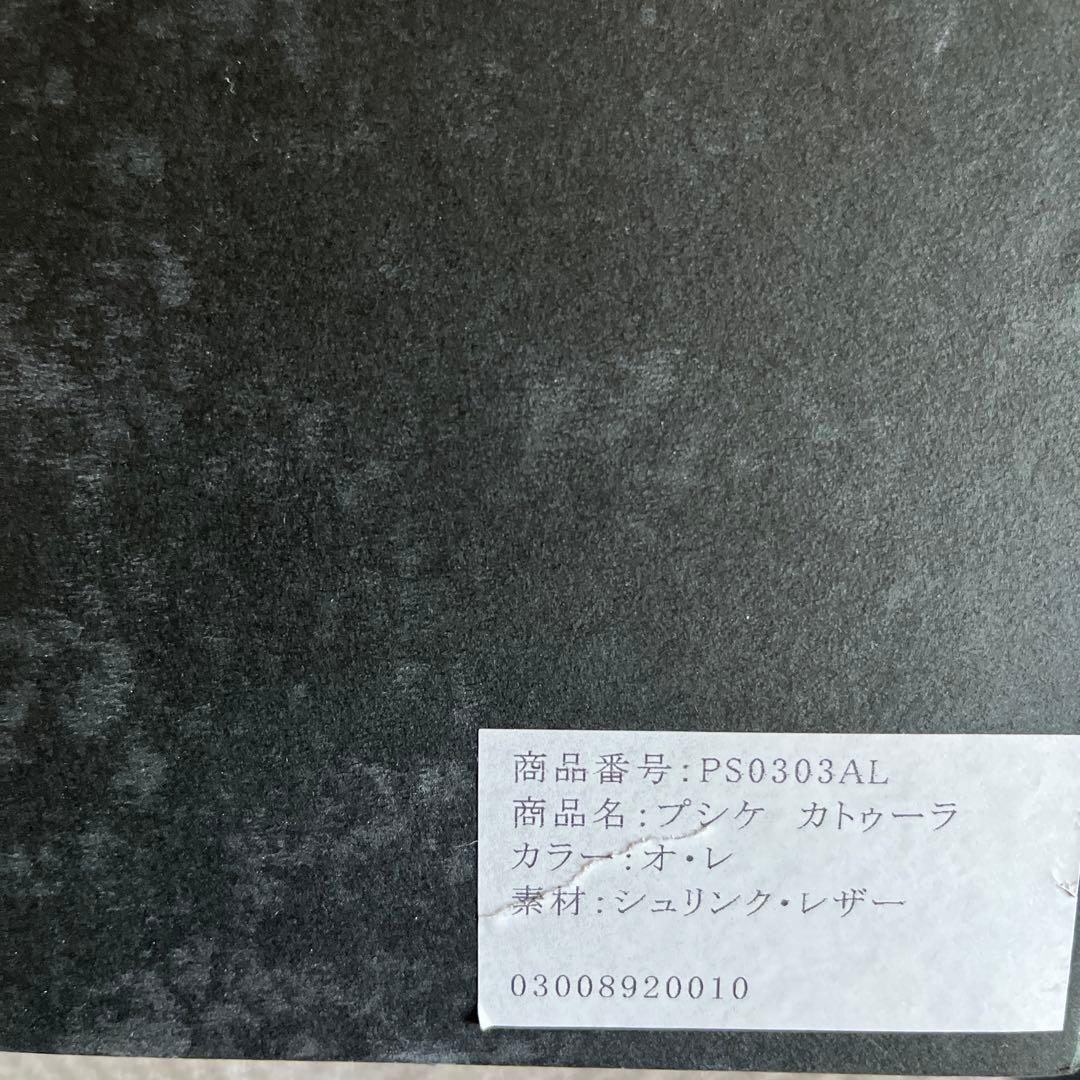 商品番号:PS0303AL
商品名:プシケ　カトゥーラ
カラー:オ・レ
素材:シュリンク・レザー
03008920010